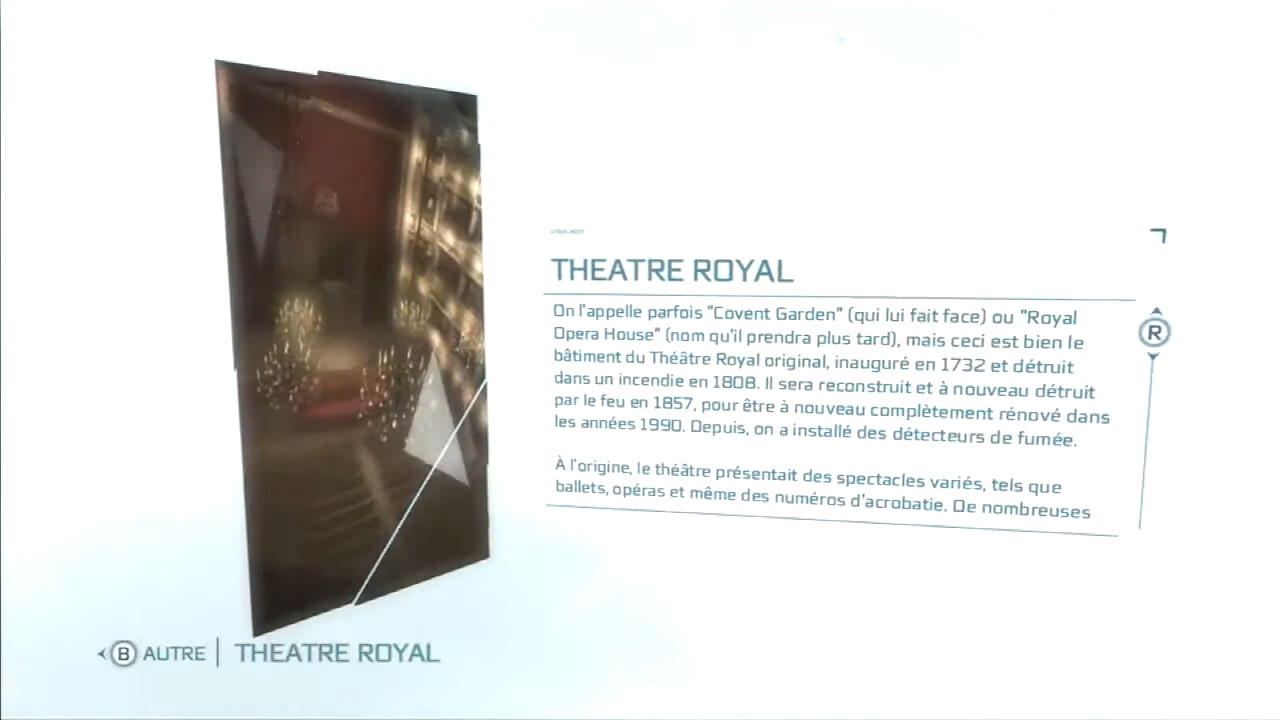 THEATRE ROYAL
On l'appelle parfois "Covent Garden" (qui lui fait face) ou "Royal
Opera House" (nom qu'il prendra plus tard), mais ceci est bien le
bâtiment du Théâtre Royal original, inauguré en 1732 et détruit
dans un incendie en 1808. Il sera reconstruit et à nouveau détruit
par le feu en 1857, pour être à nouveau complètement rénové dans
les années 1990. Depuis, on a installé des détecteurs de fumée.
À l'origine, le théâtre présentait des spectacles variés, tels que
ballets, opéras et même des numéros d'acrobatie. De nombreuses
R
B AUTRE | THEATRE ROYAL